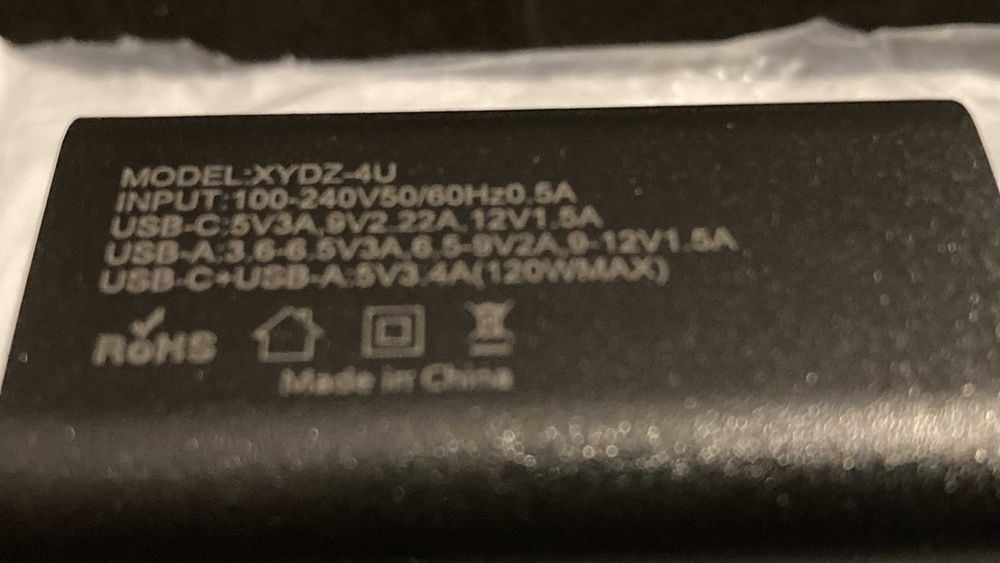 MODEL:XYDZ-4U
INPUT:100-240V50/60Hz0.5A
USB-C:5V3A,9V2.22A,12V1.5A
USB-A:3.6-6.5V3A,6.5-9V2A,9-12V1.5A
USB-C+USB-A:5V3.4A(120WMAX)
RoHS
Made in China